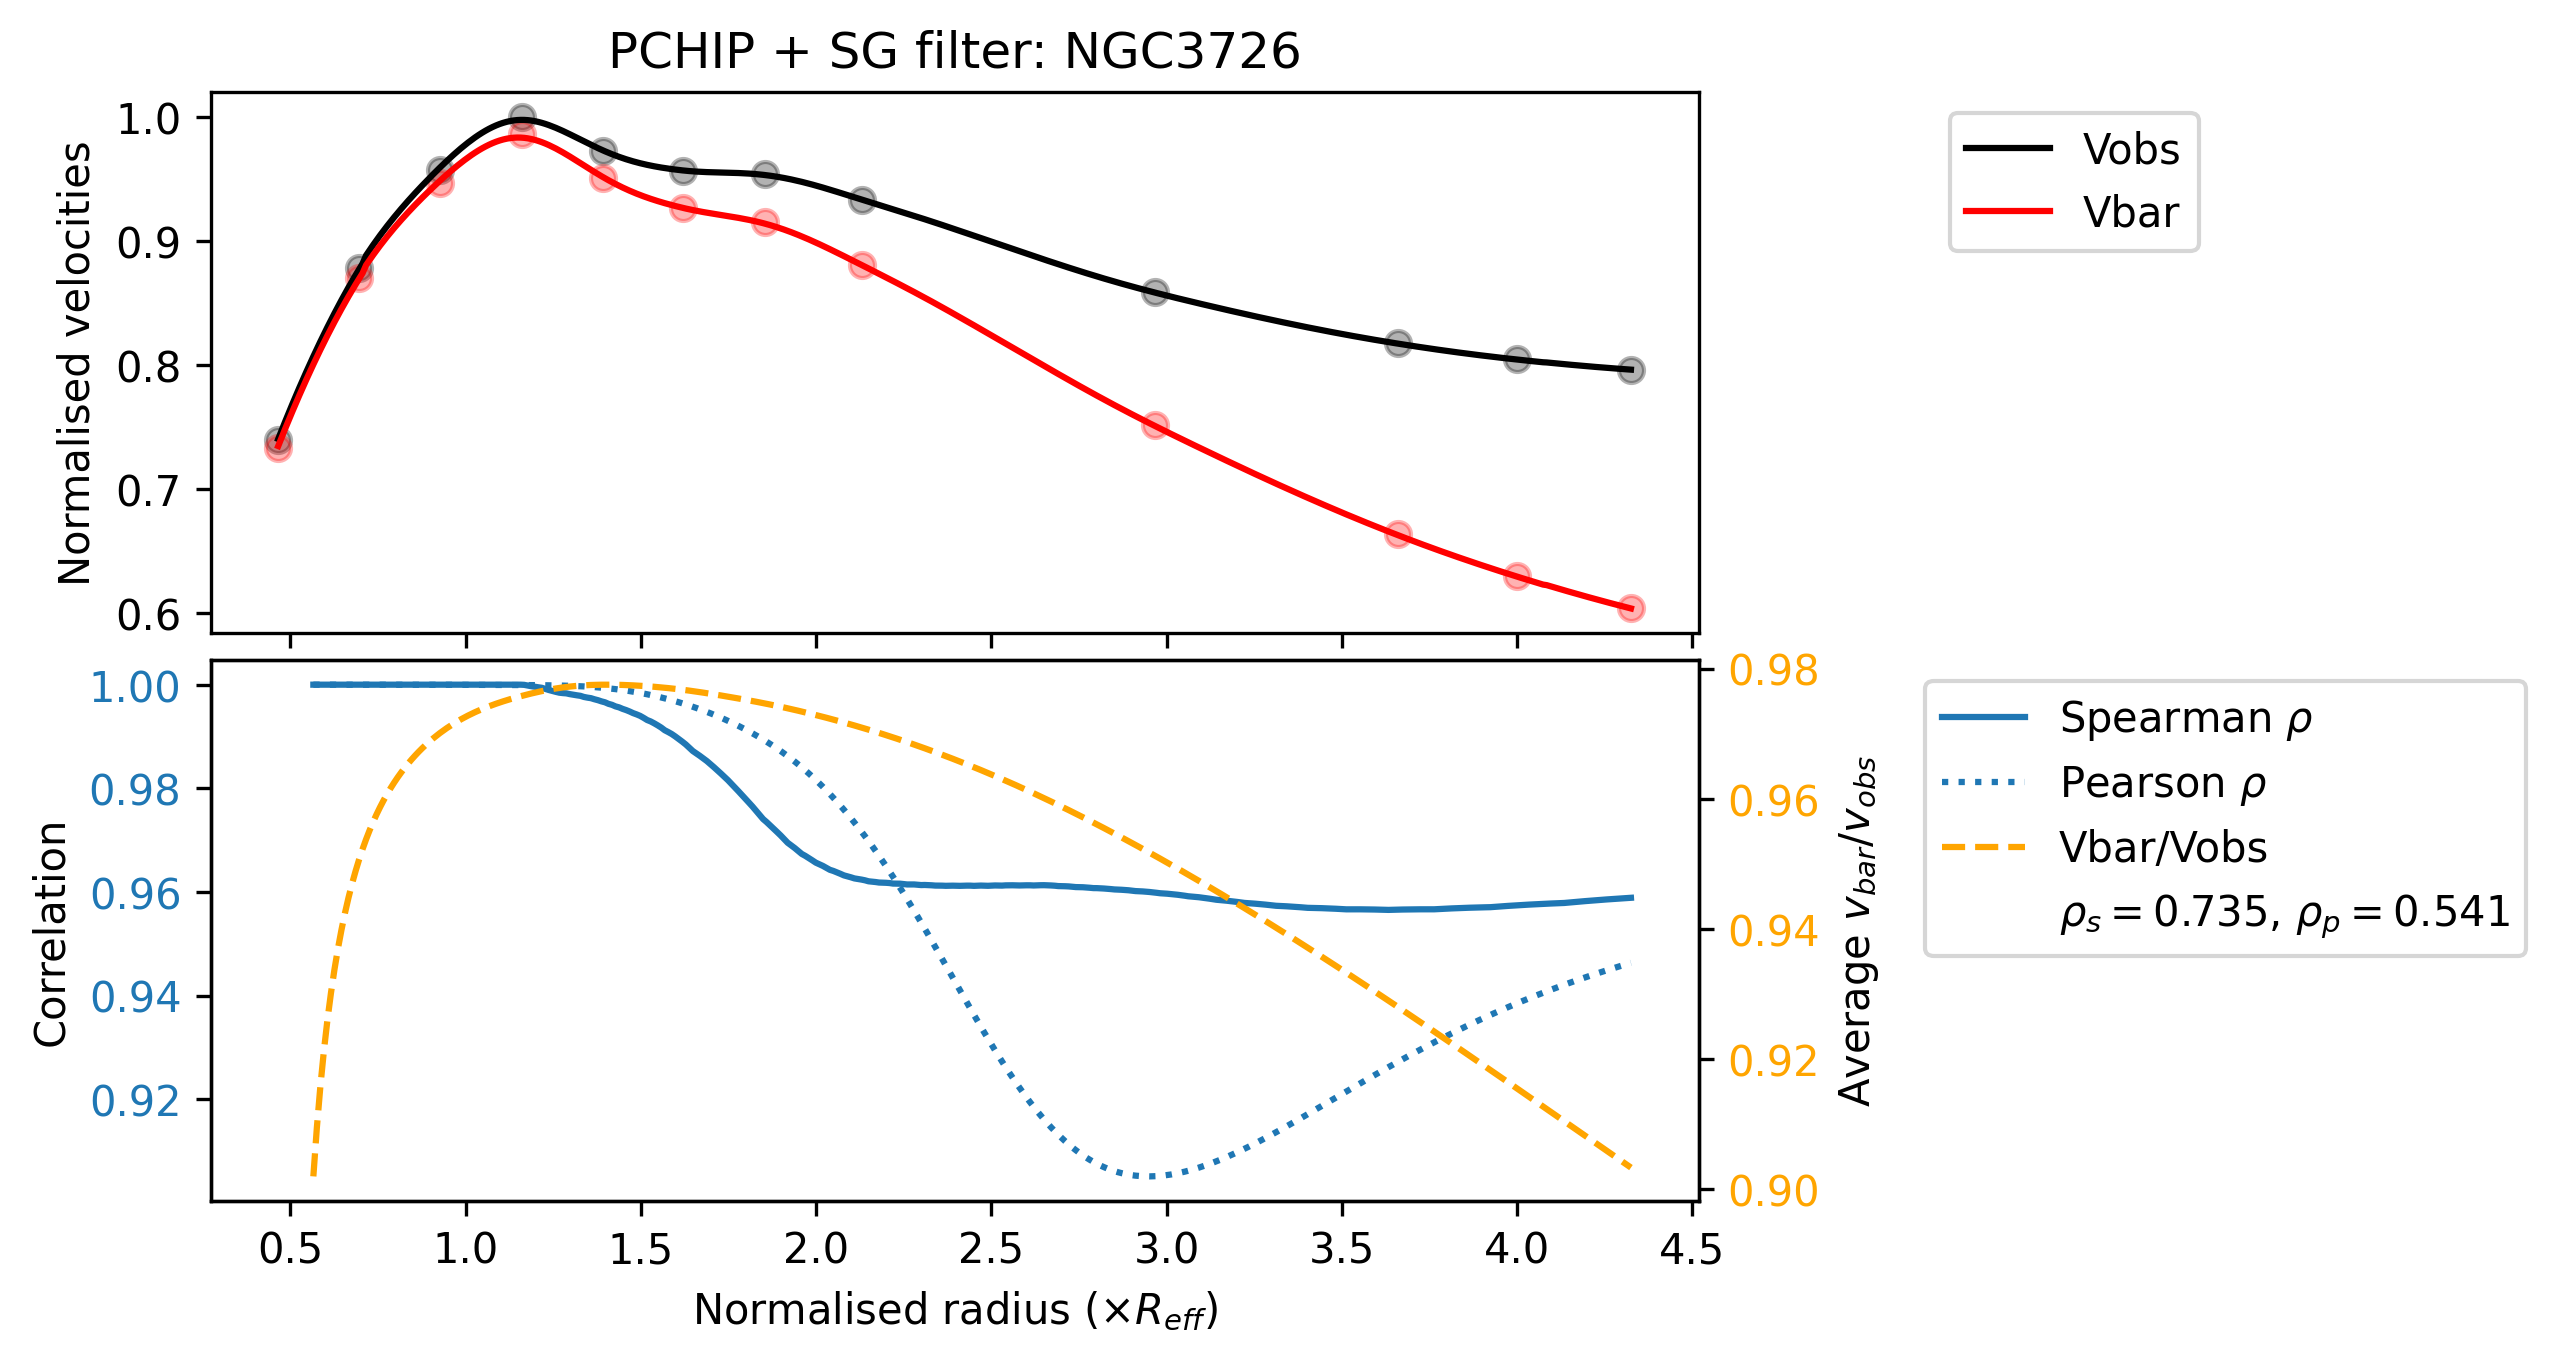 PCHIP + SG filter: NGC3726
Normalised velocities
1.0
0.9
0.8
0.7
0.6
Vobs
Vbar
Correlation
1.00
0.98
0.96
0.94
0.92
0.98
0.96
0.94
0.92
0.90
Average v_bar/v_obs
Spearman ρ
Pearson ρ
Vbar/Vobs
ρ_s = 0.735, ρ_p = 0.541
0.5 1.0 1.5 2.0 2.5 3.0 3.5 4.0 4.5
Normalised radius (×R_eff)